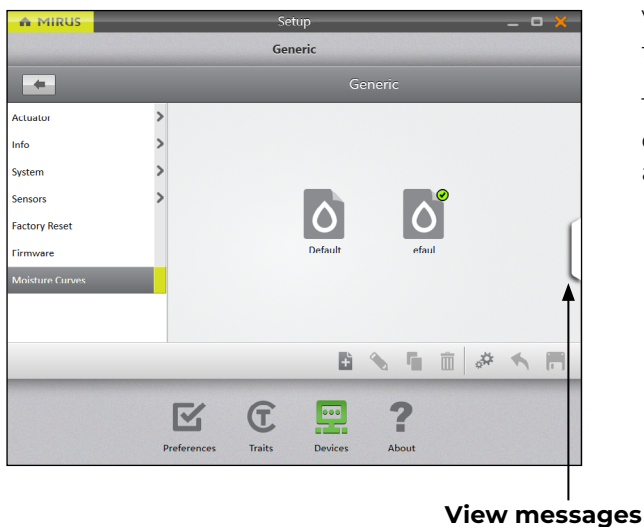 MIRUS
Setup
Generic
Generic
Actuator
Info
System
Sensors
Factory Reset
Firmware
Moisture Curves
Default
efaul
Preferences
Traits
Devices
About
View messages